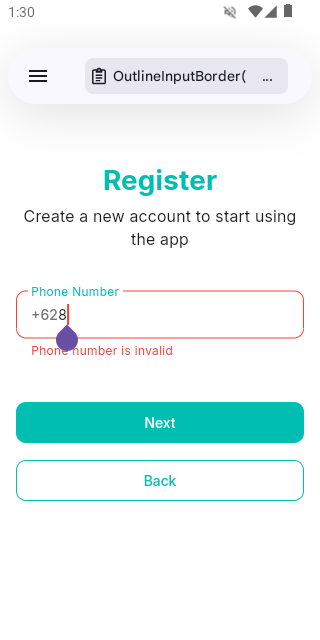 1:30
OutlineInputBorder( ...
Register
Create a new account to start using
the app
Phone Number
+628
Phone number is invalid
Next
Back